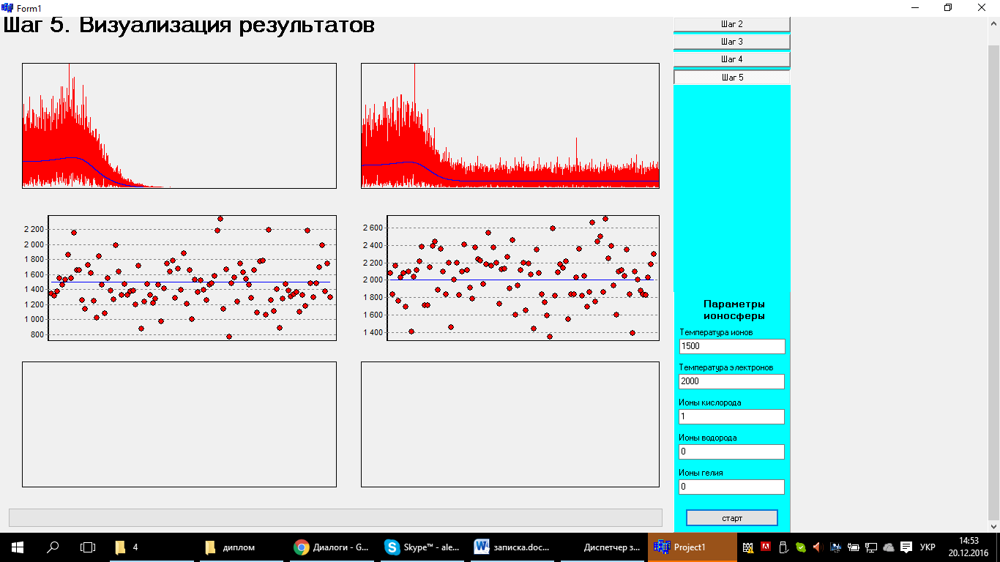 Form1
Шаг 5. Визуализация результатов
Шаг 2
Шаг 3
Шаг 4
Шаг 5
2 200
2 000
1 800
1 600
1 400
1 200
1 000
800
2 600
2 400
2 200
2 000
1 800
1 600
1 400
Параметры
ионосферы
Температура ионов
1500
Температура электронов
2000
Ионы кислорода
1
Ионы водорода
0
Ионы гелия
0
старт
4
диплом
Диалоги - G...
Skype™ - ale...
записка.doc...
Диспетчер з...
Project1
УКР
14:53
20.12.2016